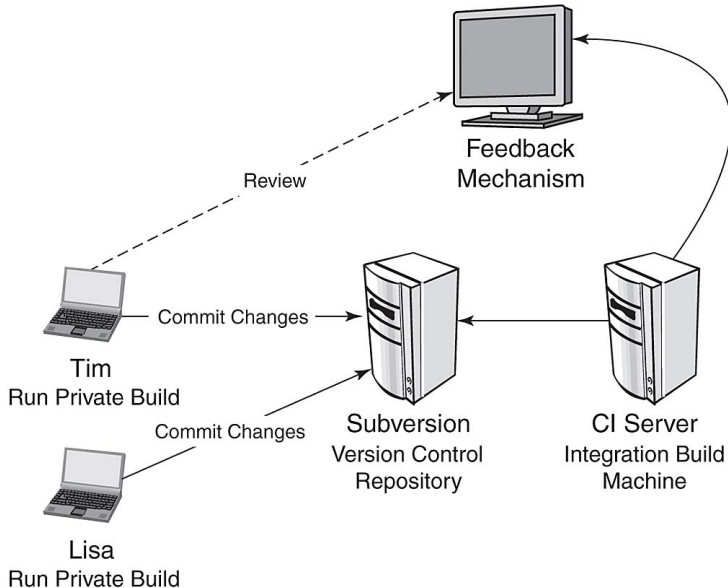 Feedback
Mechanism
Review
Commit Changes
Tim
Run Private Build
Commit Changes
Subversion
Version Control
Repository
CI Server
Integration Build
Machine
Lisa
Run Private Build